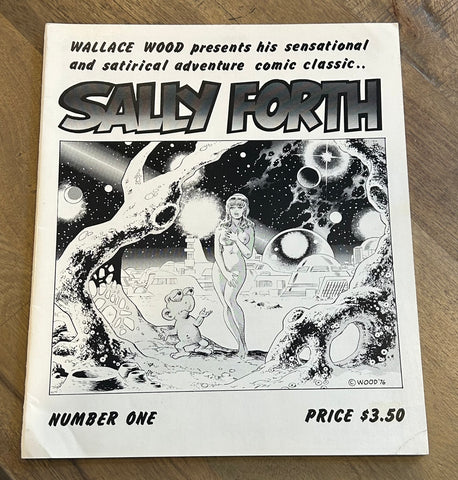 WALLACE WOOD presents his sensational
and satirical adventure comic classic..
SALLY FORTH
© WOOD '76
NUMBER ONE
PRICE $3.50